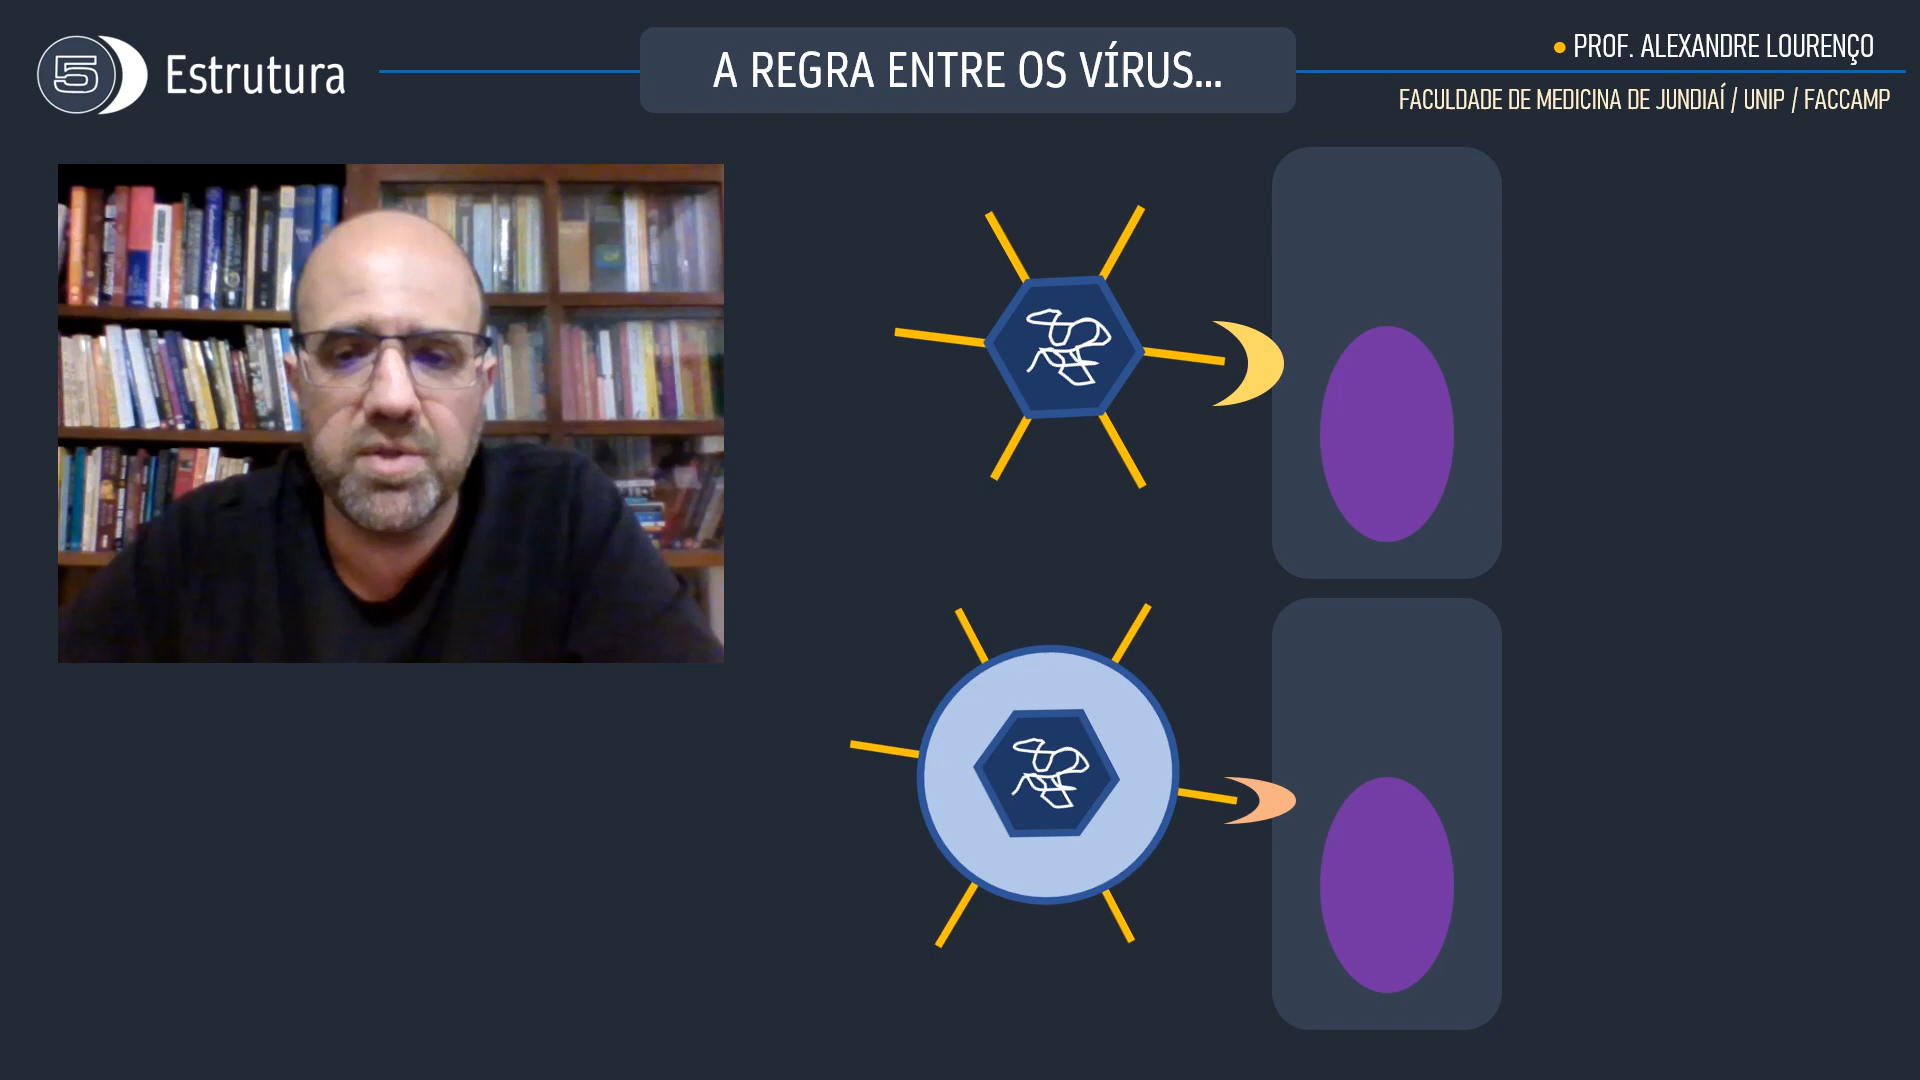 5 Estrutura
A REGRA ENTRE OS VÍRUS...
• PROF. ALEXANDRE LOURENÇO
FACULDADE DE MEDICINA DE JUNDIAÍ / UNIP / FACCAMP